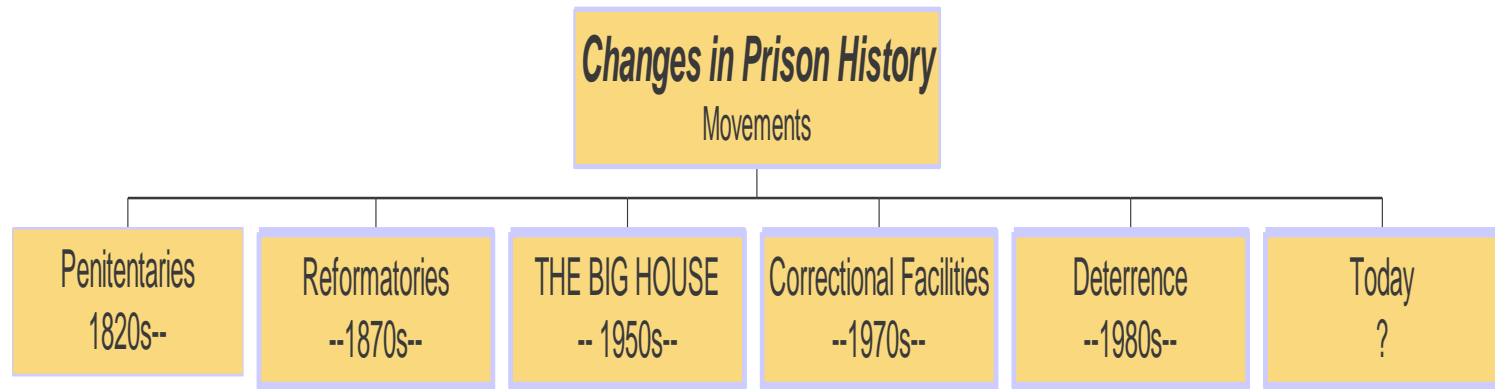 Changes in Prison History
Movements
Penitentaries
1820s--
Reformatories
--1870s--
THE BIG HOUSE
-- 1950s--
Correctional Facilities
--1970s--
Deterrence
--1980s--
Today
?